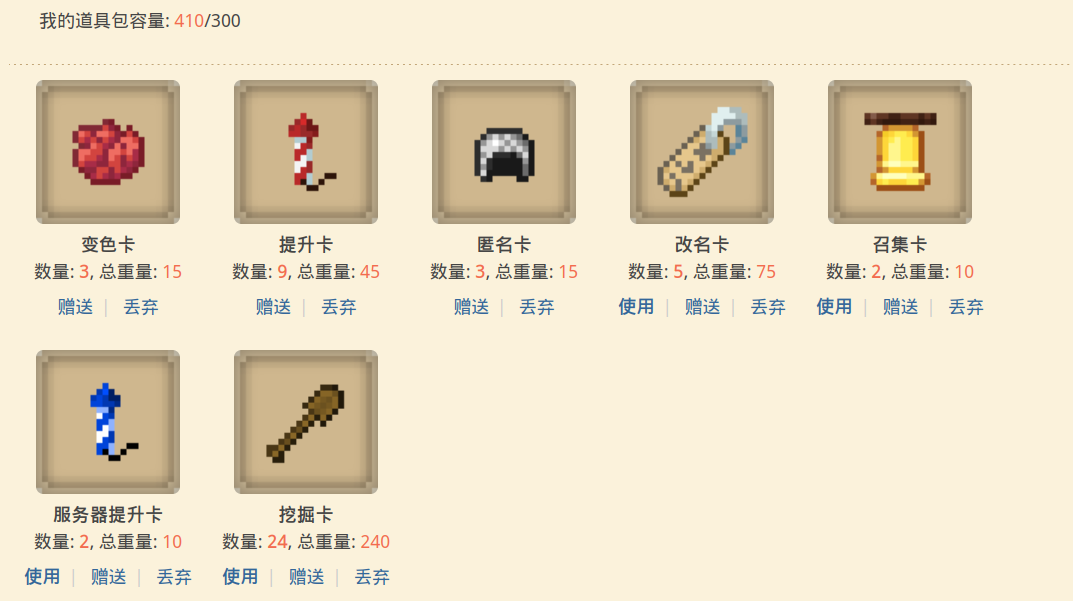 我的道具包容量: 410/300
变色卡 提升卡 匿名卡 改名卡 召集卡
数量: 3, 总重量: 15 数量: 9, 总重量: 45 数量: 3, 总重量: 15 数量: 5, 总重量: 75 数量: 2, 总重量: 10
赠送 | 丢弃 赠送 | 丢弃 赠送 | 丢弃 使用 | 赠送 | 丢弃 使用 | 赠送 | 丢弃
服务器提升卡 挖掘卡
数量: 2, 总重量: 10 数量: 24, 总重量: 240
使用 | 赠送 | 丢弃 使用 | 赠送 | 丢弃